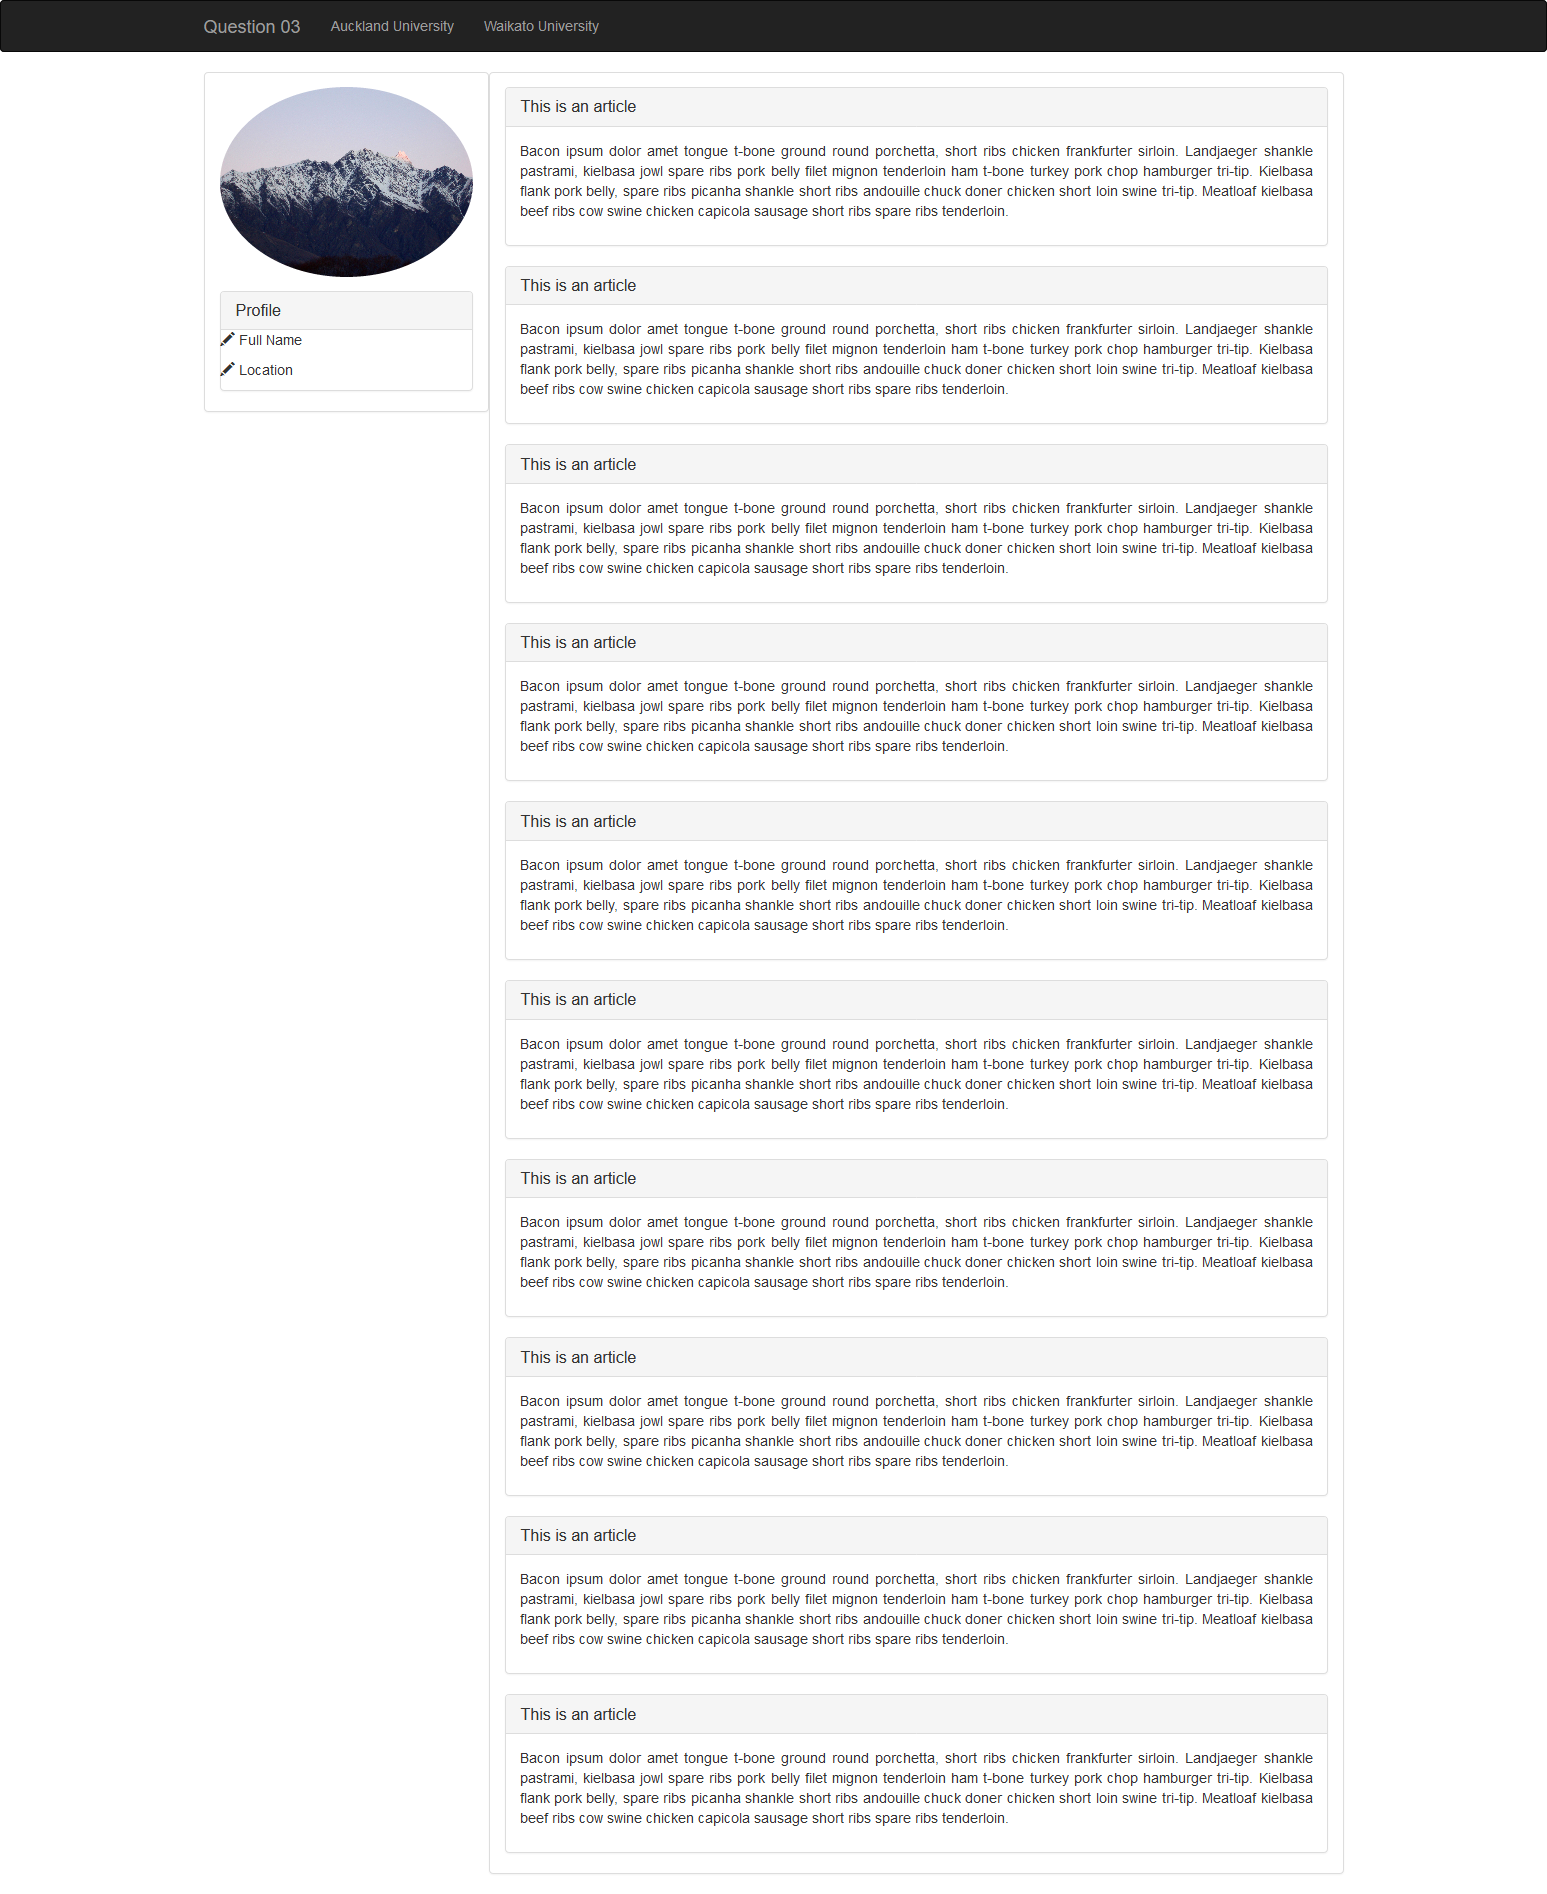 Question 03 Auckland University Waikato University
Profile
Full Name
Location
This is an article
Bacon ipsum dolor amet tongue t-bone ground round porchetta, short ribs chicken frankfurter sirloin. Landjaeger shankle
pastrami, kielbasa jowl spare ribs pork belly filet mignon tenderloin ham t-bone turkey pork chop hamburger tri-tip. Kielbasa
flank pork belly, spare ribs picanha shankle short ribs andouille chuck doner chicken short loin swine tri-tip. Meatloaf kielbasa
beef ribs cow swine chicken capicola sausage short ribs spare ribs tenderloin.
This is an article
Bacon ipsum dolor amet tongue t-bone ground round porchetta, short ribs chicken frankfurter sirloin. Landjaeger shankle
pastrami, kielbasa jowl spare ribs pork belly filet mignon tenderloin ham t-bone turkey pork chop hamburger tri-tip. Kielbasa
flank pork belly, spare ribs picanha shankle short ribs andouille chuck doner chicken short loin swine tri-tip. Meatloaf kielbasa
beef ribs cow swine chicken capicola sausage short ribs spare ribs tenderloin.
This is an article
Bacon ipsum dolor amet tongue t-bone ground round porchetta, short ribs chicken frankfurter sirloin. Landjaeger shankle
pastrami, kielbasa jowl spare ribs pork belly filet mignon tenderloin ham t-bone turkey pork chop hamburger tri-tip. Kielbasa
flank pork belly, spare ribs picanha shankle short ribs andouille chuck doner chicken short loin swine tri-tip. Meatloaf kielbasa
beef ribs cow swine chicken capicola sausage short ribs spare ribs tenderloin.
This is an article
Bacon ipsum dolor amet tongue t-bone ground round porchetta, short ribs chicken frankfurter sirloin. Landjaeger shankle
pastrami, kielbasa jowl spare ribs pork belly filet mignon tenderloin ham t-bone turkey pork chop hamburger tri-tip. Kielbasa
flank pork belly, spare ribs picanha shankle short ribs andouille chuck doner chicken short loin swine tri-tip. Meatloaf kielbasa
beef ribs cow swine chicken capicola sausage short ribs spare ribs tenderloin.
This is an article
Bacon ipsum dolor amet tongue t-bone ground round porchetta, short ribs chicken frankfurter sirloin. Landjaeger shankle
pastrami, kielbasa jowl spare ribs pork belly filet mignon tenderloin ham t-bone turkey pork chop hamburger tri-tip. Kielbasa
flank pork belly, spare ribs picanha shankle short ribs andouille chuck doner chicken short loin swine tri-tip. Meatloaf kielbasa
beef ribs cow swine chicken capicola sausage short ribs spare ribs tenderloin.
This is an article
Bacon ipsum dolor amet tongue t-bone ground round porchetta, short ribs chicken frankfurter sirloin. Landjaeger shankle
pastrami, kielbasa jowl spare ribs pork belly filet mignon tenderloin ham t-bone turkey pork chop hamburger tri-tip. Kielbasa
flank pork belly, spare ribs picanha shankle short ribs andouille chuck doner chicken short loin swine tri-tip. Meatloaf kielbasa
beef ribs cow swine chicken capicola sausage short ribs spare ribs tenderloin.
This is an article
Bacon ipsum dolor amet tongue t-bone ground round porchetta, short ribs chicken frankfurter sirloin. Landjaeger shankle
pastrami, kielbasa jowl spare ribs pork belly filet mignon tenderloin ham t-bone turkey pork chop hamburger tri-tip. Kielbasa
flank pork belly, spare ribs picanha shankle short ribs andouille chuck doner chicken short loin swine tri-tip. Meatloaf kielbasa
beef ribs cow swine chicken capicola sausage short ribs spare ribs tenderloin.
This is an article
Bacon ipsum dolor amet tongue t-bone ground round porchetta, short ribs chicken frankfurter sirloin. Landjaeger shankle
pastrami, kielbasa jowl spare ribs pork belly filet mignon tenderloin ham t-bone turkey pork chop hamburger tri-tip. Kielbasa
flank pork belly, spare ribs picanha shankle short ribs andouille chuck doner chicken short loin swine tri-tip. Meatloaf kielbasa
beef ribs cow swine chicken capicola sausage short ribs spare ribs tenderloin.
This is an article
Bacon ipsum dolor amet tongue t-bone ground round porchetta, short ribs chicken frankfurter sirloin. Landjaeger shankle
pastrami, kielbasa jowl spare ribs pork belly filet mignon tenderloin ham t-bone turkey pork chop hamburger tri-tip. Kielbasa
flank pork belly, spare ribs picanha shankle short ribs andouille chuck doner chicken short loin swine tri-tip. Meatloaf kielbasa
beef ribs cow swine chicken capicola sausage short ribs spare ribs tenderloin.
This is an article
Bacon ipsum dolor amet tongue t-bone ground round porchetta, short ribs chicken frankfurter sirloin. Landjaeger shankle
pastrami, kielbasa jowl spare ribs pork belly filet mignon tenderloin ham t-bone turkey pork chop hamburger tri-tip. Kielbasa
flank pork belly, spare ribs picanha shankle short ribs andouille chuck doner chicken short loin swine tri-tip. Meatloaf kielbasa
beef ribs cow swine chicken capicola sausage short ribs spare ribs tenderloin.